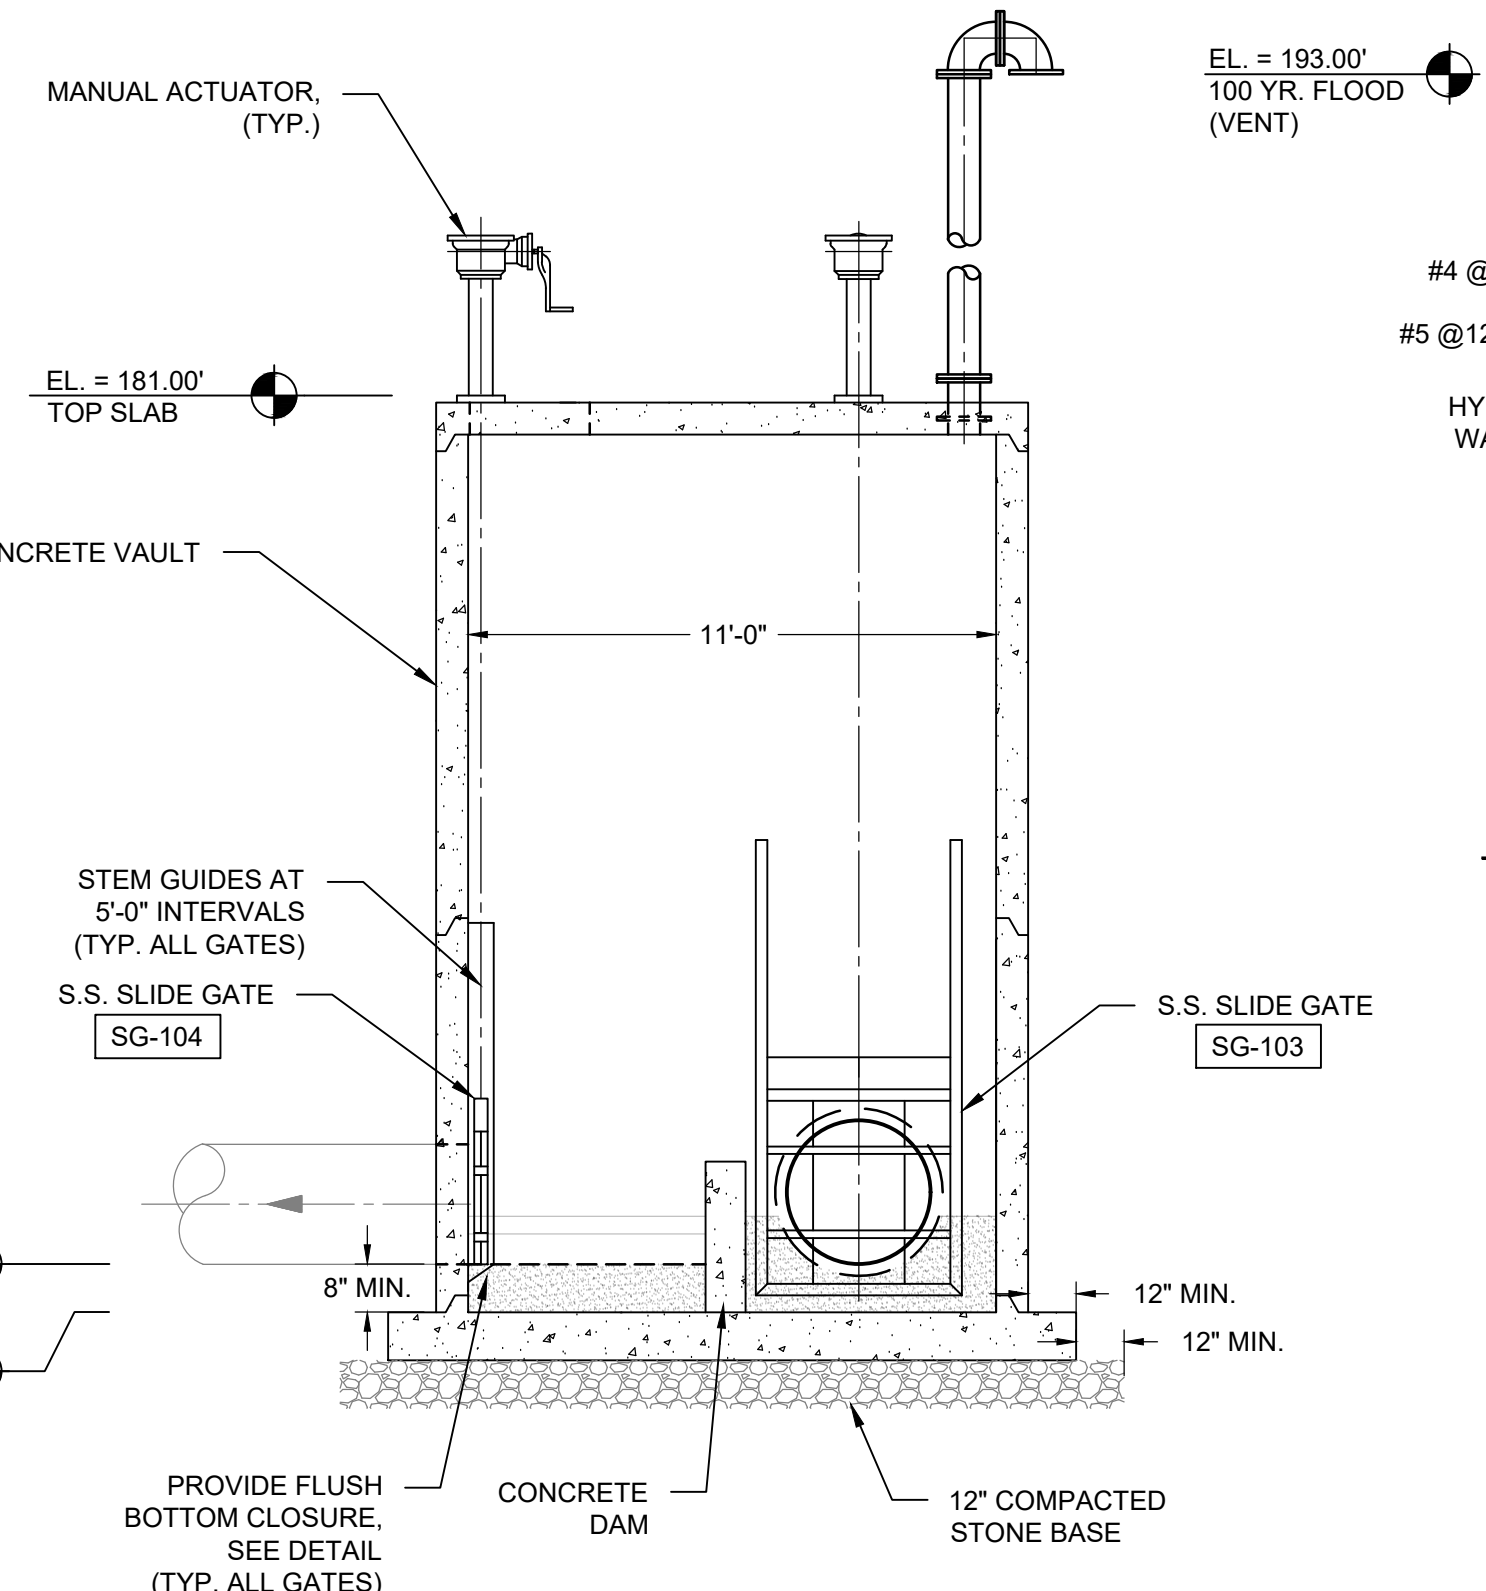 MANUAL ACTUATOR,
(TYP.)
EL. = 193.00'
100 YR. FLOOD
(VENT)
#4 @
#5 @12
EL. = 181.00'
TOP SLAB
HY
WA
NCRETE VAULT
11'-0"
STEM GUIDES AT
5'-0" INTERVALS
(TYP. ALL GATES)
S.S. SLIDE GATE
SG-104
S.S. SLIDE GATE
SG-103
8" MIN.
12" MIN.
12" MIN.
PROVIDE FLUSH
BOTTOM CLOSURE,
SEE DETAIL
(TYP. ALL GATES)
CONCRETE
DAM
12" COMPACTED
STONE BASE